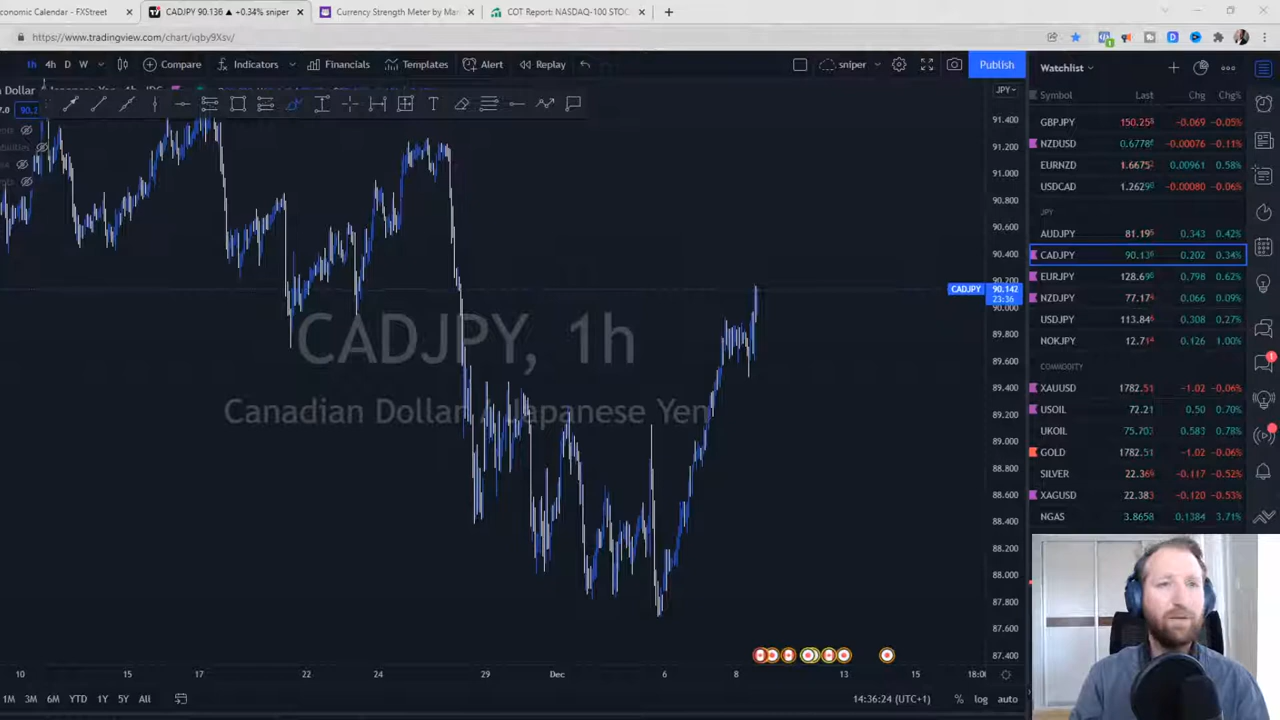 conomic Calendar - FXStreet
CADJPY 90.136 ▲ +0.34% sniper
Currency Strength Meter by Mar
COT Report: NASDAQ-100 STOC
https://www.tradingview.com/chart/iqby9Xsv/
1h 4h D W Compare Indicators Financials Templates Alert Replay sniper Publish
Watchlist
Symbol Last Chg Chg%
GBPJPY 150.25 −0.069 −0.05%
NZDUSD 0.6778 −0.00076 −0.11%
EURNZD 1.6675 0.00961 0.58%
USDCAD 1.2629 −0.00080 −0.06%
JPY
AUDJPY 81.19 0.343 0.42%
CADJPY 90.13 0.202 0.34%
EURJPY 128.69 0.798 0.62%
NZDJPY 77.17 0.066 0.09%
USDJPY 113.84 0.308 0.27%
NOKJPY 12.71 0.126 1.00%
COMMODITY
XAUUSD 1782.51 −1.02 −0.06%
USOIL 72.21 0.50 0.70%
UKOIL 75.703 0.583 0.78%
GOLD 1782.51 −1.02 −0.06%
SILVER 22.36 −0.117 −0.52%
XAGUSD 22.383 −0.120 −0.53%
NGAS 3.8658 0.1384 3.71%
JPY
91.400
91.200
91.000
90.800
90.600
90.400
90.200
CADJPY 90.142
23:36
90.000
89.800
89.600
89.400
89.200
89.000
88.800
88.600
88.400
88.200
88.000
87.800
87.600
87.400
CADJPY, 1h
Canadian Dollar / Japanese Yen
10 15 17 22 24 29 Dec 6 8 13 15 18:00
1M 3M 6M YTD 1Y 5Y All
14:36:24 (UTC+1) % log auto